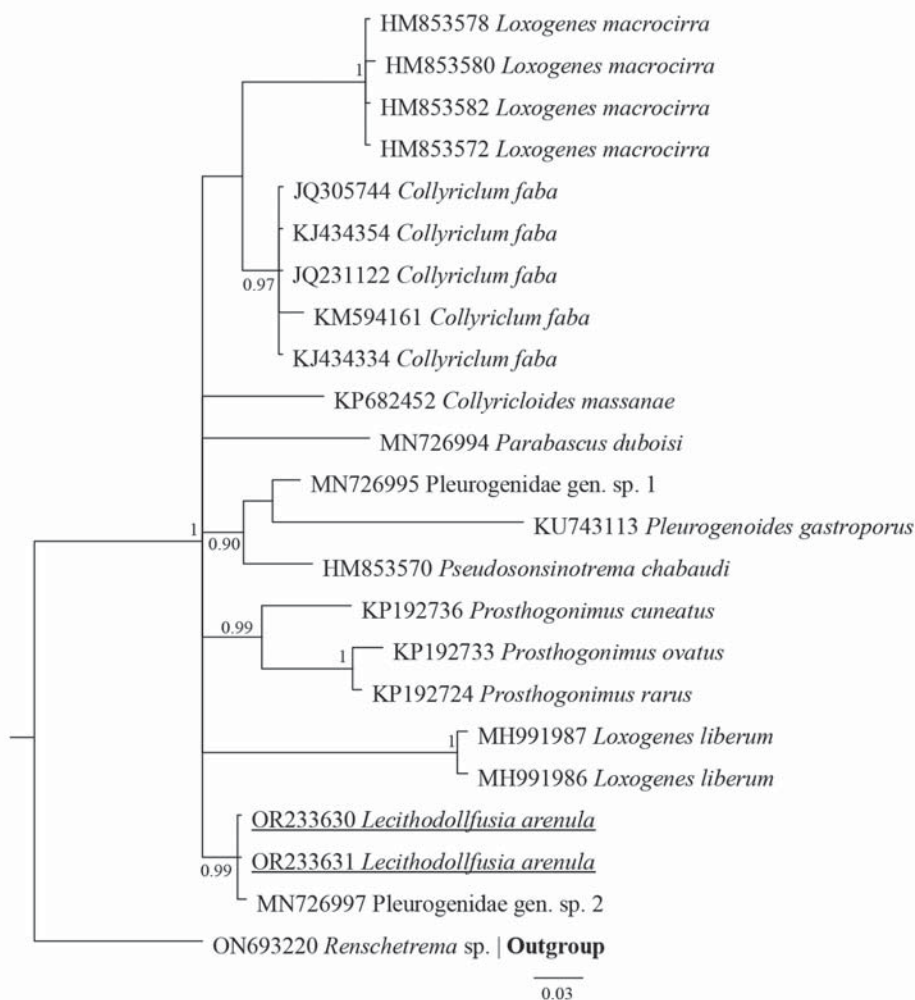 HM853578 Loxogenes macrocirra
1
HM853580 Loxogenes macrocirra
HM853582 Loxogenes macrocirra
HM853572 Loxogenes macrocirra
JQ305744 Collyriclum faba
KJ434354 Collyriclum faba
JQ231122 Collyriclum faba
0.97
KM594161 Collyriclum faba
KJ434334 Collyriclum faba
KP682452 Collyricloides massanae
MN726994 Parabascus duboisi
MN726995 Pleurogenidae gen. sp. 1
KU743113 Pleurogenoides gastroporus
1
0.90
HM853570 Pseudosonsinotrema chabaudi
KP192736 Prosthogonimus cuneatus
0.99
KP192733 Prosthogonimus ovatus
1
KP192724 Prosthogonimus rarus
MH991987 Loxogenes liberum
1
MH991986 Loxogenes liberum
OR233630 Lecithodollfusia arenula
OR233631 Lecithodollfusia arenula
0.99
MN726997 Pleurogenidae gen. sp. 2
ON693220 Renschetrema sp. | Outgroup
0.03